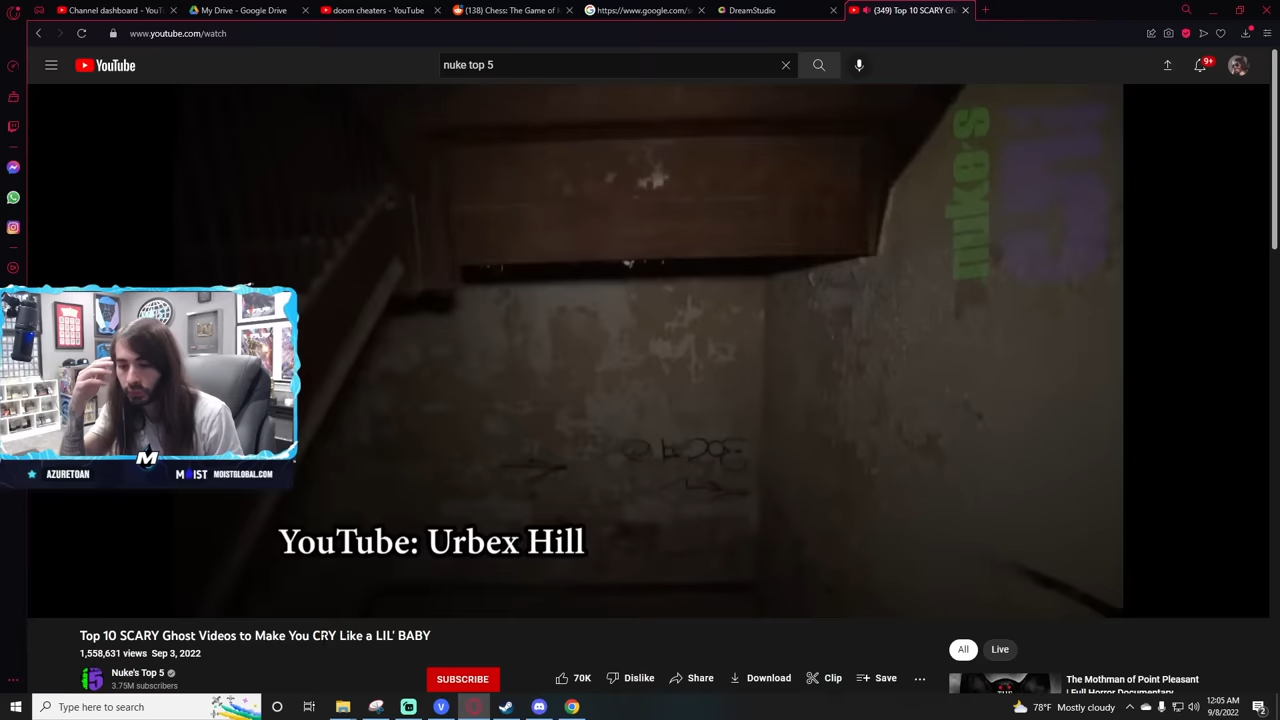 Channel dashboard - YouT
My Drive - Google Drive
doom cheaters - YouTube
(138) Chess: The Game of
https://www.google.com/s
DreamStudio
(349) Top 10 SCARY Gh
www.youtube.com/watch
YouTube
nuke top 5
9+
nuke's
5
AZURETOAN
M
MOIST
MOISTGLOBAL.COM
YouTube: Urbex Hill
Top 10 SCARY Ghost Videos to Make You CRY Like a LIL' BABY
1,558,631 views Sep 3, 2022
All
Live
Nuke's Top 5
3.75M subscribers
SUBSCRIBE
70K
Dislike
Share
Download
Clip
Save
The Mothman of Point Pleasant
| Full Horror Documentary
Type here to search
78°F Mostly cloudy
12:05 AM
9/8/2022